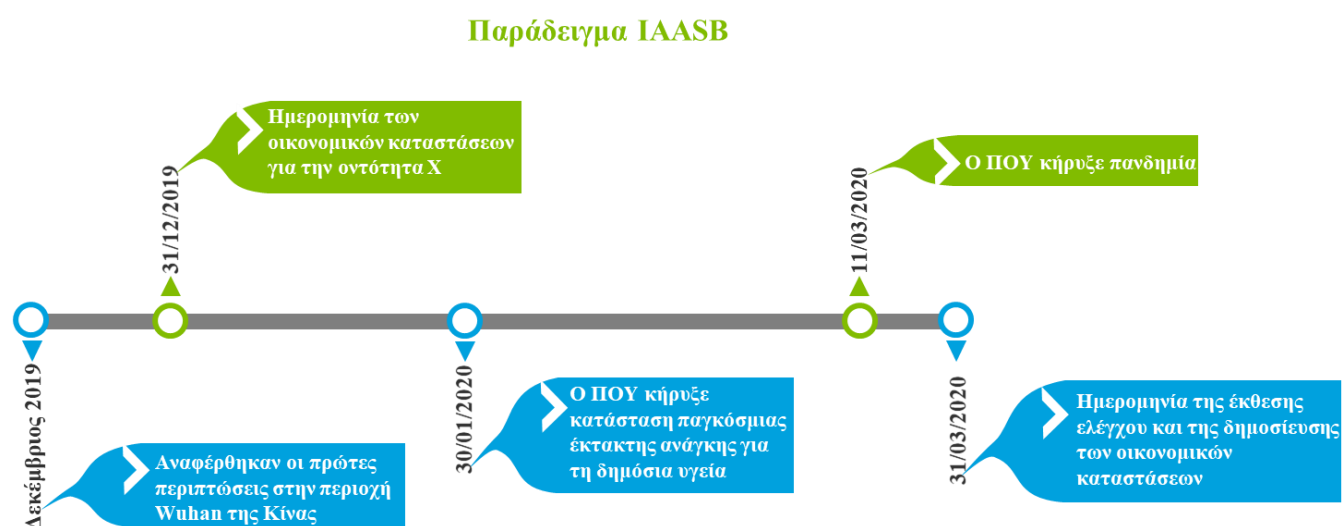 Παράδειγμα IAASB
Ημερομηνία των
οικονομικών καταστάσεων
για την οντότητα Χ
31/12/2019
Ο ΠΟΥ κήρυξε πανδημία
11/03/2020
Δεκέμβριος 2019
Αναφέρθηκαν οι πρώτες
περιπτώσεις στην περιοχή
Wuhan της Κίνας
30/01/2020
Ο ΠΟΥ κήρυξε
κατάσταση παγκόσμιας
έκτακτης ανάγκης για
τη δημόσια υγεία
31/03/2020
Ημερομηνία της έκθεσης
ελέγχου και της δημοσίευσης
των οικονομικών
καταστάσεων